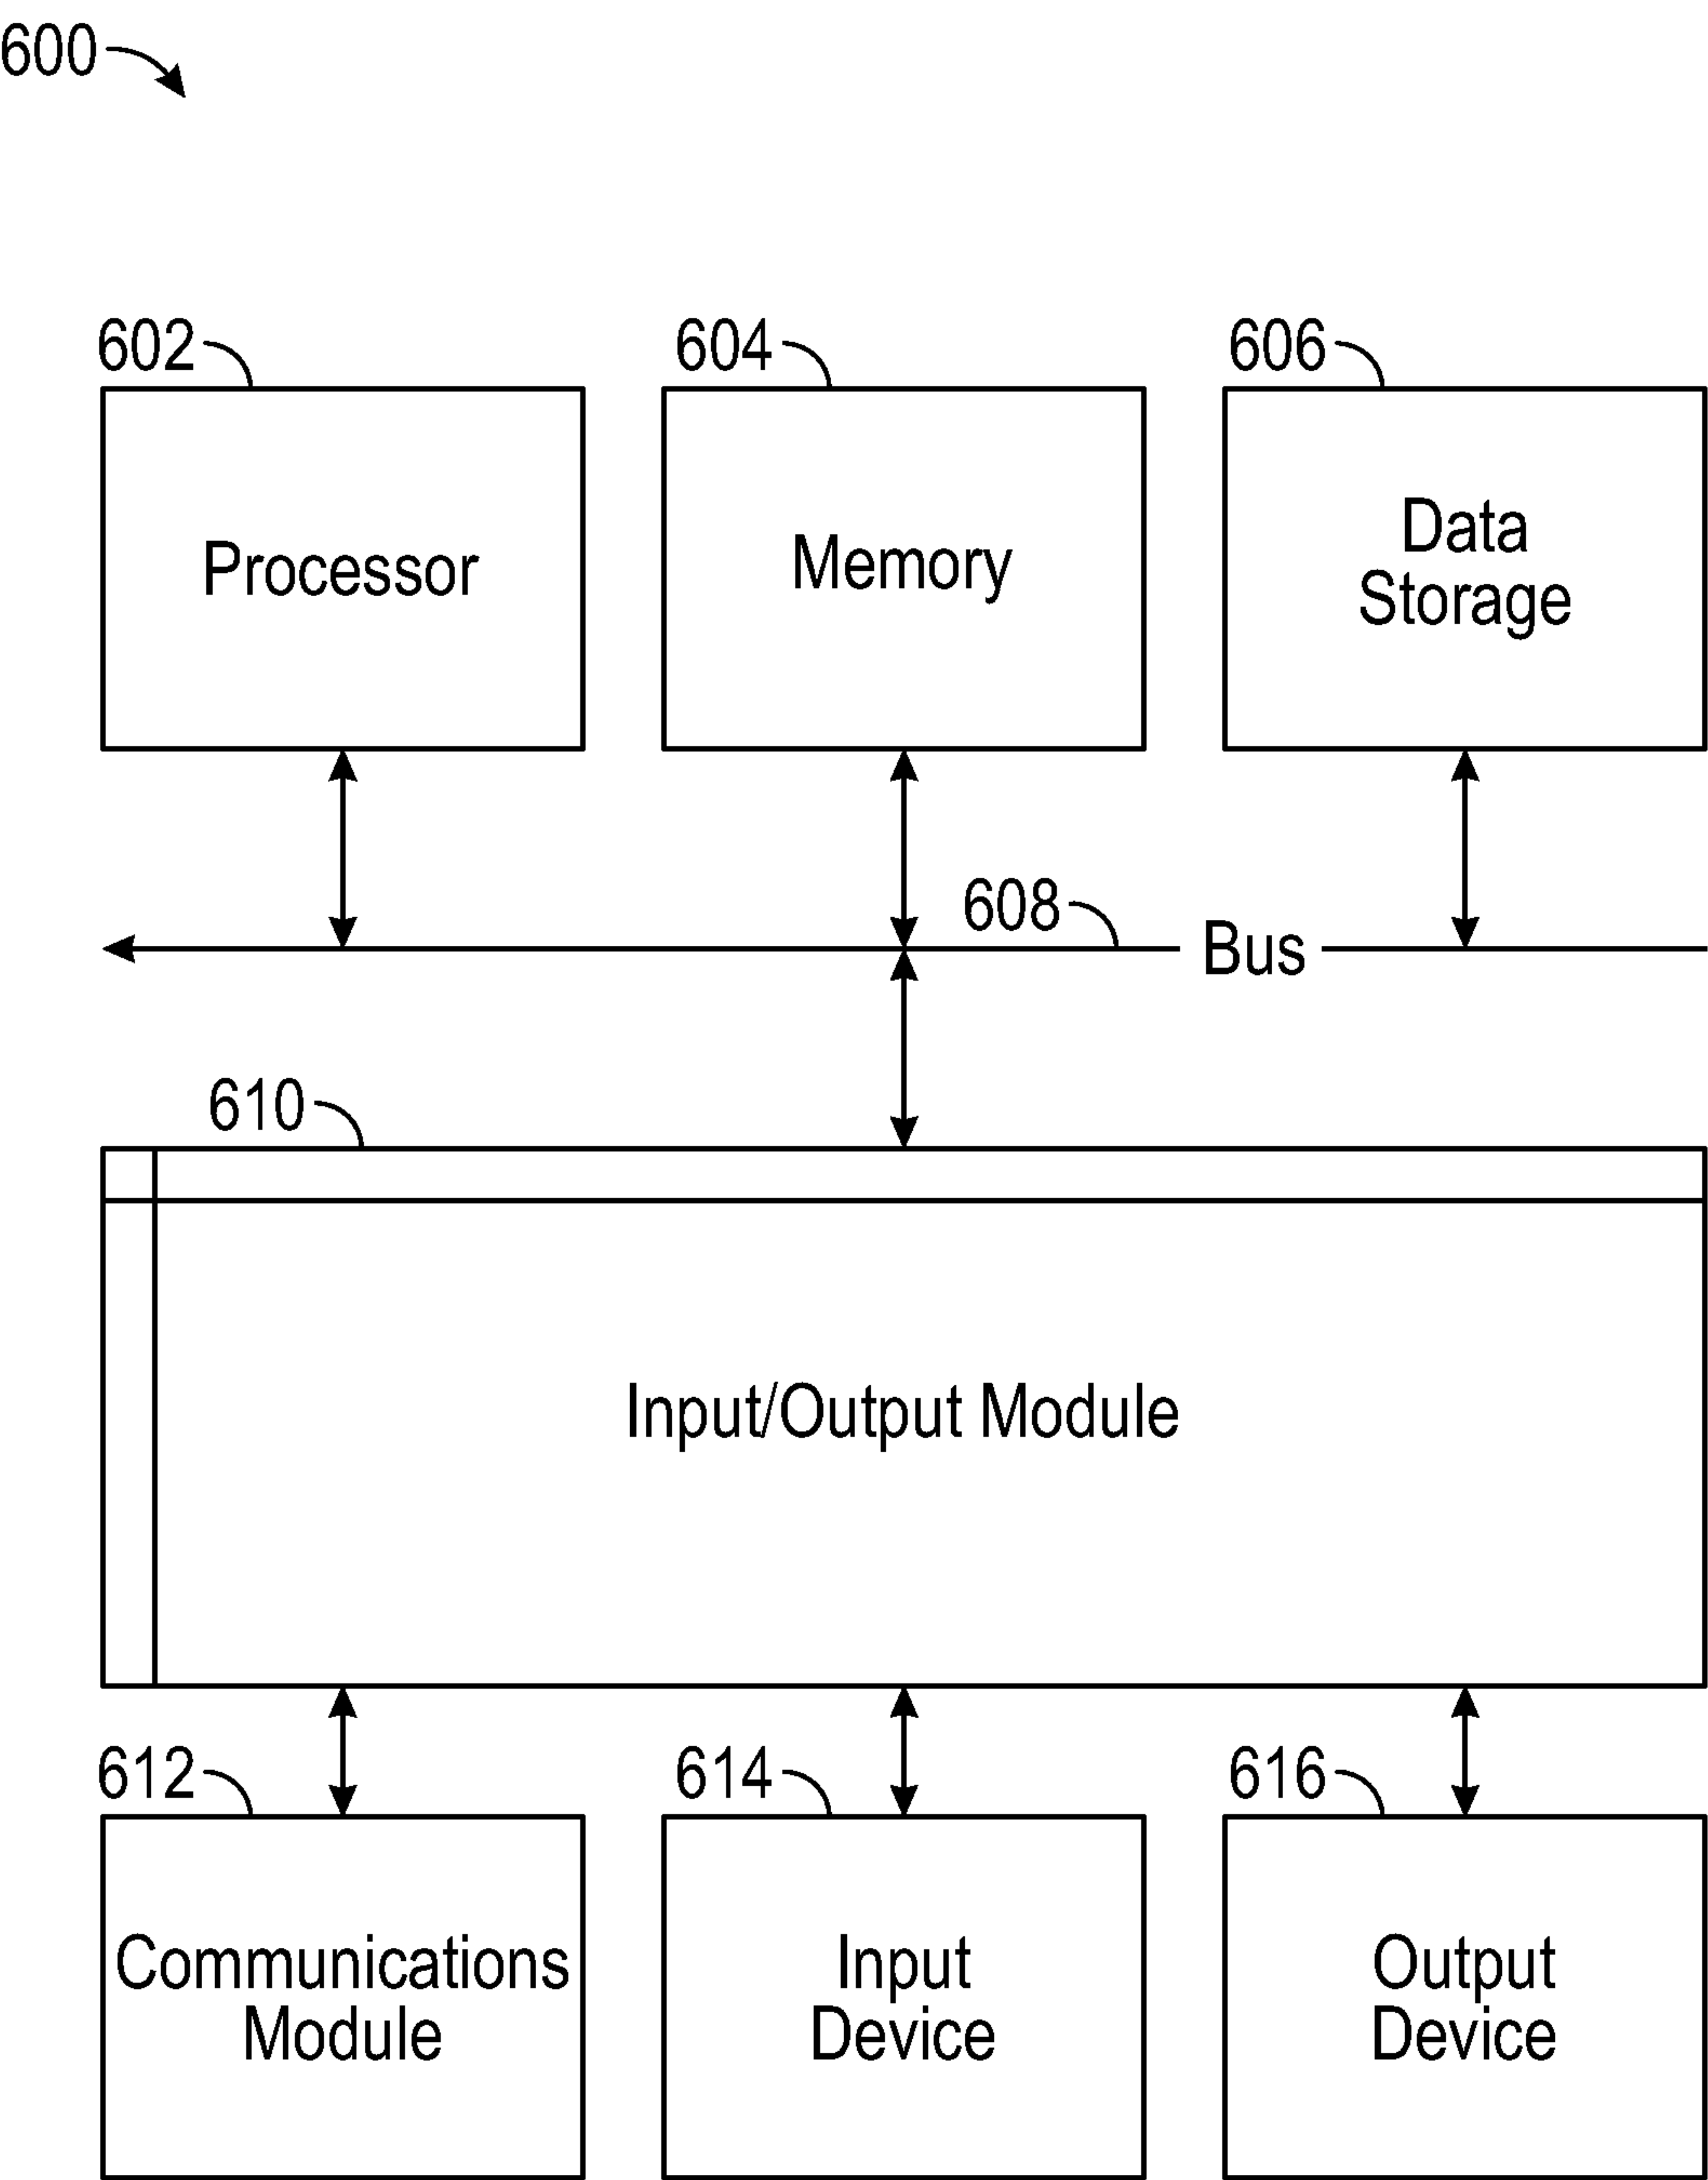 600
602
604
606
Processor
Memory
Data
Storage
608
Bus
610
Input/Output Module
612
614
616
Communications
Module
Input
Device
Output
Device